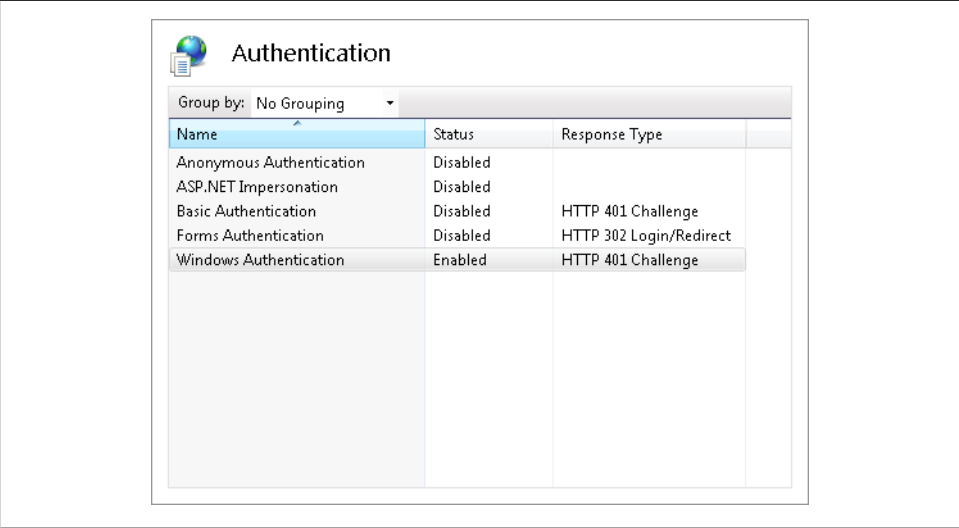 Authentication
Group by: No Grouping
Name Status Response Type
Anonymous Authentication Disabled
ASP.NET Impersonation Disabled
Basic Authentication Disabled HTTP 401 Challenge
Forms Authentication Disabled HTTP 302 Login/Redirect
Windows Authentication Enabled HTTP 401 Challenge